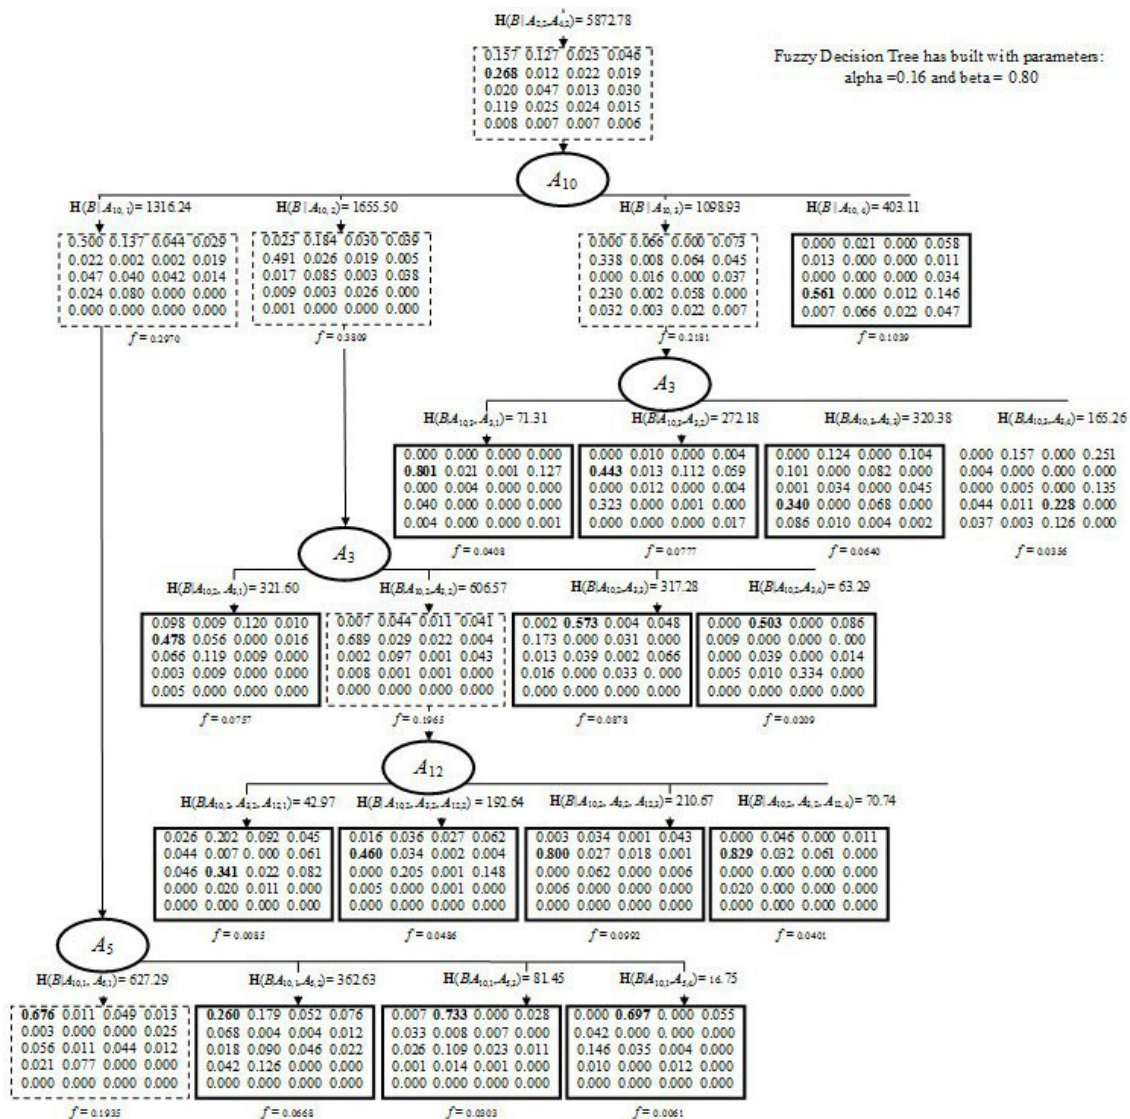 H(B|A2,2,A4,2)= 5872.78
Fuzzy Decision Tree has built with parameters:
alpha =0.16 and beta = 0.80
0.157 0.127 0.025 0.046
0.268 0.012 0.022 0.019
0.020 0.047 0.013 0.030
0.119 0.025 0.024 0.015
0.008 0.007 0.007 0.006
A10
H(B|A10,1)= 1316.24
0.500 0.137 0.044 0.029
0.022 0.002 0.002 0.019
0.047 0.040 0.042 0.014
0.024 0.080 0.000 0.000
0.000 0.000 0.000 0.000
f = 0.2970
H(B|A10,2)= 1655.50
0.023 0.184 0.030 0.039
0.491 0.026 0.019 0.005
0.017 0.085 0.003 0.038
0.009 0.003 0.026 0.000
0.001 0.000 0.000 0.000
f = 0.3809
H(B|A10,3)= 1098.93
0.000 0.066 0.000 0.073
0.338 0.008 0.064 0.045
0.000 0.016 0.000 0.037
0.230 0.002 0.058 0.000
0.032 0.003 0.022 0.007
f = 0.2181
H(B|A10,4)= 403.11
0.000 0.021 0.000 0.058
0.013 0.000 0.000 0.011
0.000 0.000 0.000 0.034
0.561 0.000 0.012 0.146
0.007 0.066 0.022 0.047
f = 0.1039
A3
H(BA10,3,A3,1)= 71.31
0.000 0.000 0.000 0.000
0.801 0.021 0.001 0.127
0.000 0.004 0.000 0.000
0.040 0.000 0.000 0.000
0.004 0.000 0.000 0.001
f = 0.0408
H(BA10,3,A3,2)= 272.18
0.000 0.010 0.000 0.004
0.443 0.013 0.112 0.059
0.000 0.012 0.000 0.004
0.323 0.000 0.001 0.000
0.000 0.000 0.000 0.017
f = 0.0777
H(BA10,3,A3,3)= 320.38
0.000 0.124 0.000 0.104
0.101 0.000 0.082 0.000
0.001 0.034 0.000 0.045
0.340 0.000 0.068 0.000
0.086 0.010 0.004 0.002
f = 0.0640
H(BA10,3,A3,4)= 165.26
0.000 0.157 0.000 0.251
0.004 0.000 0.000 0.000
0.000 0.005 0.000 0.135
0.044 0.011 0.228 0.000
0.037 0.003 0.126 0.000
f = 0.0356
A3
H(B|A10,2, A3,1)= 321.60
0.098 0.009 0.120 0.010
0.478 0.056 0.000 0.016
0.066 0.119 0.009 0.000
0.003 0.009 0.000 0.000
0.005 0.000 0.000 0.000
f = 0.0757
H(B|A10,2,A3,2)= 606.57
0.007 0.044 0.011 0.041
0.689 0.029 0.022 0.004
0.002 0.097 0.001 0.043
0.008 0.001 0.001 0.000
0.000 0.000 0.000 0.000
f = 0.1965
H(B|A10,2,A3,3)= 317.28
0.002 0.573 0.004 0.048
0.173 0.000 0.031 0.000
0.013 0.039 0.002 0.066
0.016 0.000 0.033 0. 000
0.000 0.000 0.000 0.000
f = 0.0878
H(B|A10,2,A3,4)= 63.29
0.000 0.503 0.000 0.086
0.009 0.000 0.000 0. 000
0.000 0.039 0.000 0.014
0.005 0.010 0.334 0.000
0.000 0.000 0.000 0.000
f = 0.0209
A12
H(BA10,2, A3,2, A12,1)= 42.97
0.026 0.202 0.092 0.045
0.044 0.007 0. 000 0.061
0.046 0.341 0.022 0.082
0.000 0.020 0.011 0.000
0.000 0.000 0.000 0.000
f = 0.0085
H(B|A10,2, A3,2, A12,2)= 192.64
0.016 0.036 0.027 0.062
0.460 0.034 0.002 0.004
0.000 0.205 0.001 0.148
0.005 0.000 0.001 0.000
0.000 0.000 0.000 0.000
f = 0.0486
H(B|A10,2, A3,2, A12,3)= 210.67
0.003 0.034 0.001 0.043
0.800 0.027 0.018 0.001
0.000 0.062 0.000 0.006
0.006 0.000 0.000 0.000
0.000 0.000 0.000 0.000
f = 0.0992
H(B|A10,2, A3,2, A12,4)= 70.74
0.000 0.046 0.000 0.011
0.829 0.032 0.061 0.000
0.000 0.000 0.000 0.000
0.020 0.000 0.000 0.000
0.000 0.000 0.000 0.000
f = 0.0401
A5
H(BA10,1, A5,1)= 627.29
0.676 0.011 0.049 0.013
0.003 0.000 0.000 0.025
0.056 0.011 0.044 0.012
0.021 0.077 0.000 0.000
0.000 0.000 0.000 0.000
f = 0.1935
H(B|A10,1,A5,2)= 362.63
0.260 0.179 0.052 0.076
0.068 0.004 0.004 0.012
0.018 0.090 0.046 0.022
0.042 0.126 0.000 0.000
0.000 0.000 0.000 0.000
f = 0.0668
H(B|A10,1,A5,3)= 81.45
0.007 0.733 0.000 0.028
0.033 0.008 0.007 0.000
0.026 0.109 0.023 0.011
0.001 0.014 0.001 0.000
0.000 0.000 0.000 0.000
f = 0.0303
H(B|A10,1,A5,4)= 16.75
0.000 0.697 0. 000 0.055
0.042 0.000 0.000 0.000
0.146 0.035 0.004 0.000
0.010 0.000 0.012 0.000
0.000 0.000 0.000 0.000
f = 0.0061